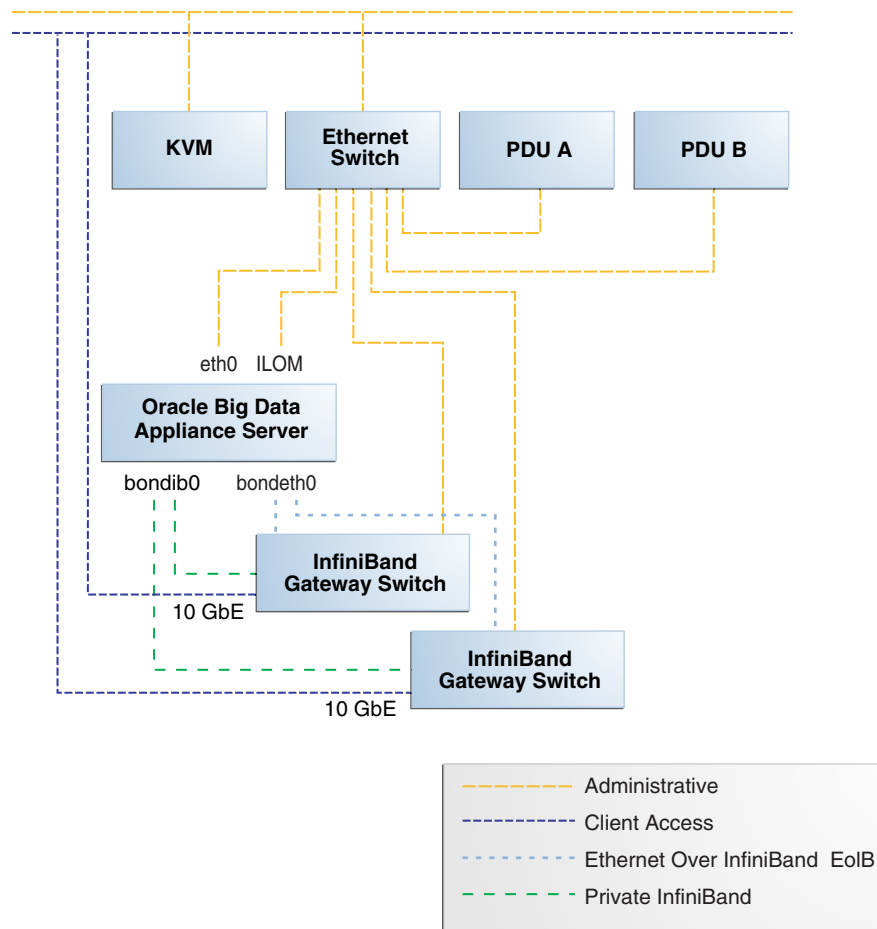 KVM
Ethernet
Switch
PDU A
PDU B
eth0 ILOM
Oracle Big Data
Appliance Server
bondib0 bondeth0
InfiniBand
Gateway Switch
10 GbE
InfiniBand
Gateway Switch
10 GbE
Administrative
Client Access
Ethernet Over InfiniBand EoIB
Private InfiniBand